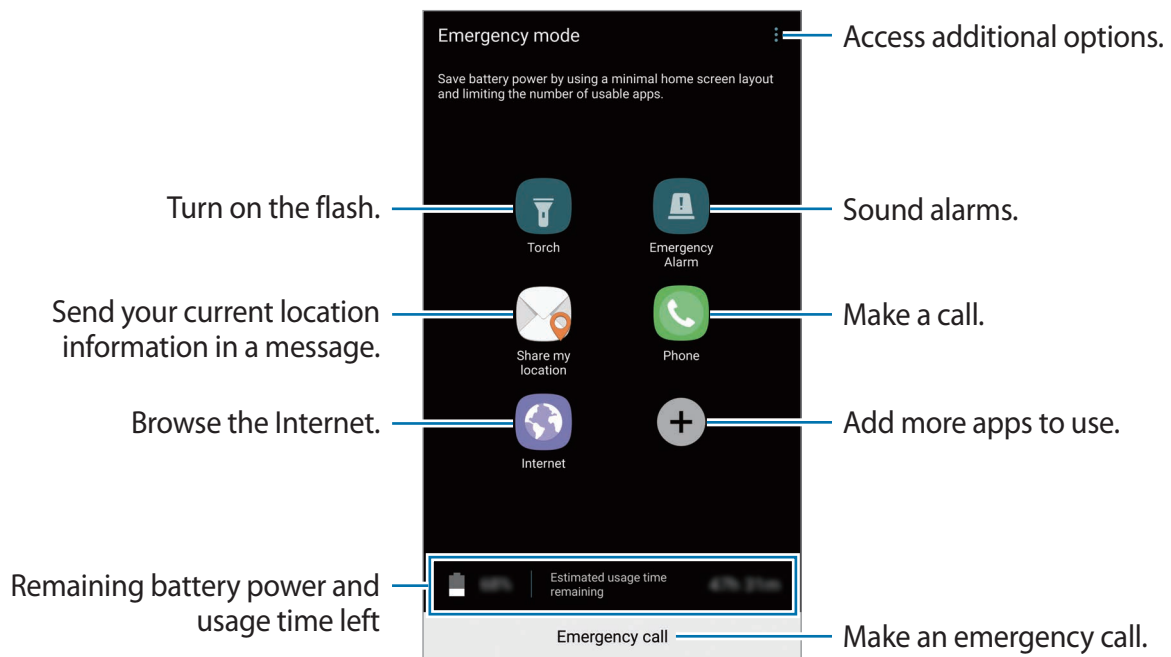 Emergency mode
Access additional options.
Save battery power by using a minimal home screen layout
and limiting the number of usable apps.
Turn on the flash.
Torch
Emergency
Alarm
Sound alarms.
Send your current location
information in a message.
Share my
location
Phone
Make a call.
Browse the Internet.
Internet
Add more apps to use.
Remaining battery power and
usage time left
Estimated usage time
remaining
Emergency call
Make an emergency call.